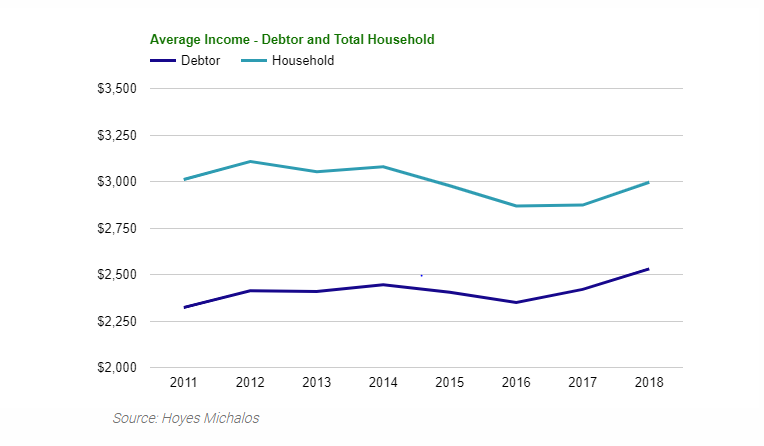 Average Income - Debtor and Total Household
Debtor Household
$3,500
$3,250
$3,000
$2,750
$2,500
$2,250
$2,000
2011 2012 2013 2014 2015 2016 2017 2018
Source: Hoyes Michalos